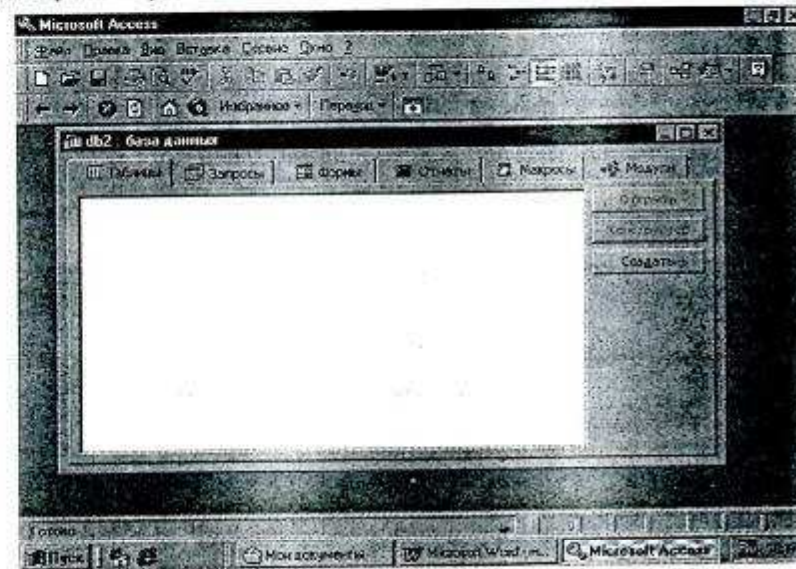 Microsoft Access
Файл Правка Вид Вставка Сервис Окно ?
Избранное Переход
db2 : база данных
Таблицы Запросы Формы Отчеты Макросы Модули
Открыть
Конструктор
Создать
Готово
Пуск Мои документы Microsoft Word - Microsoft Access